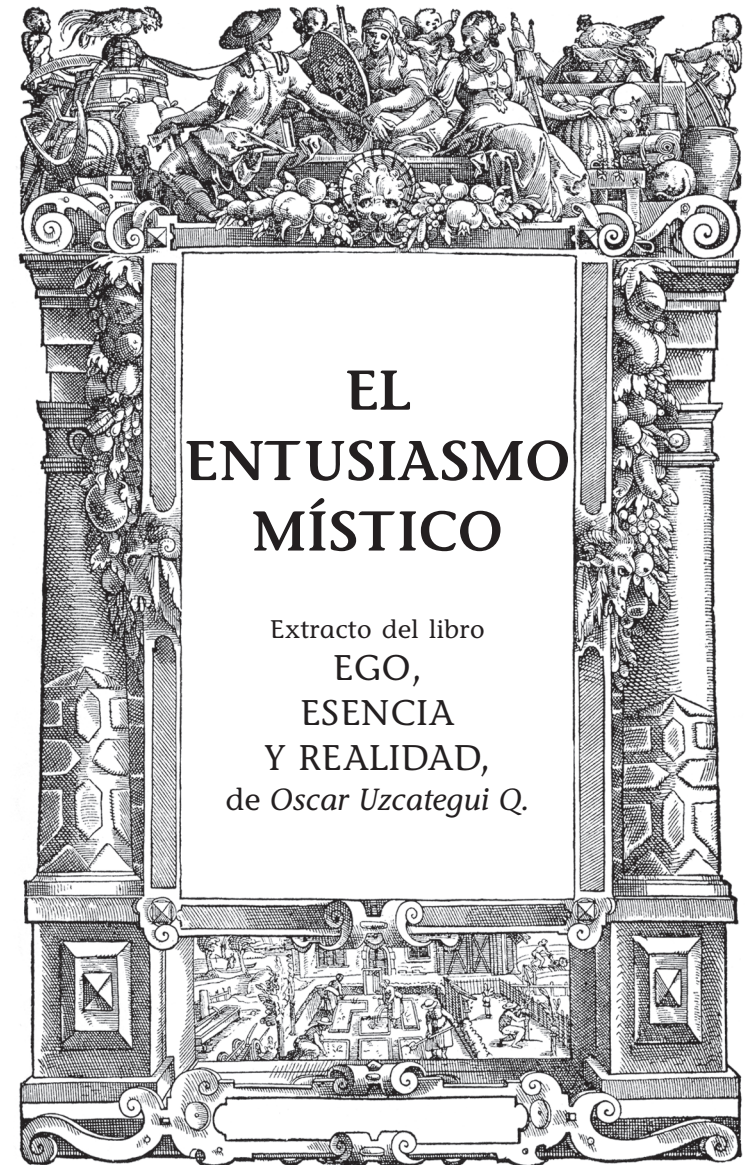 EL
ENTUSIASMO
MÍSTICO
Extracto del libro
EGO,
ESENCIA
Y REALIDAD,
de Oscar Uzcategui Q.